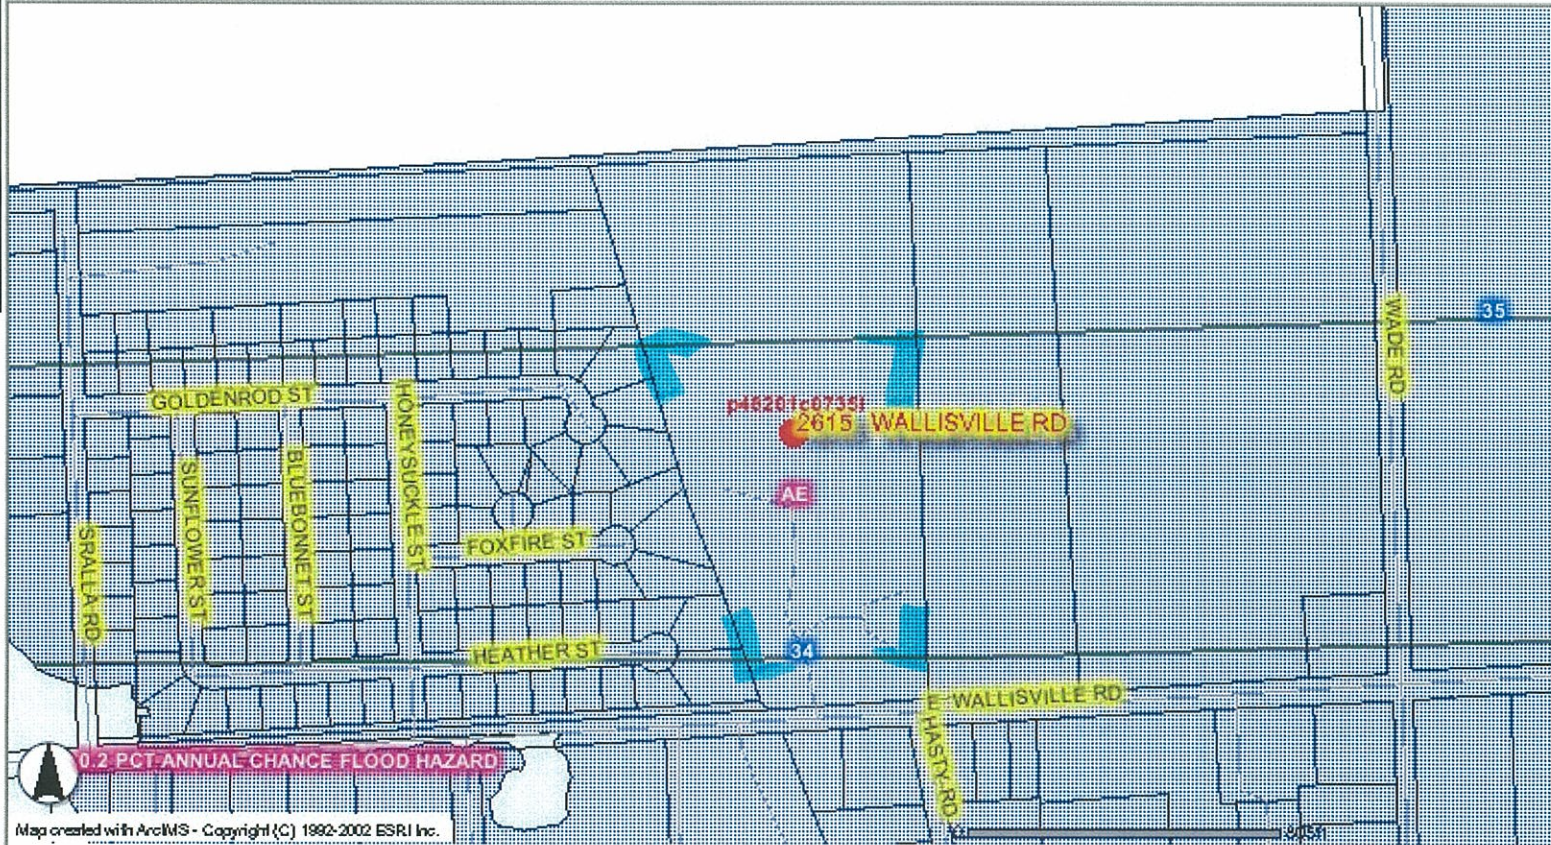 35
WADE RD
GOLDENROD ST
HONEYSUCKLE ST
2615 WALLISVILLE RD
SUNFLOWER ST
BLUEBONNET ST
AE
SRALLA RD
FOXFIRE ST
HEATHER ST
34
E WALLISVILLE RD
HASTY RD
0.2 PCT ANNUAL CHANCE FLOOD HAZARD
Map created with ArcIMS - Copyright (C) 1992-2002 ESRI Inc.